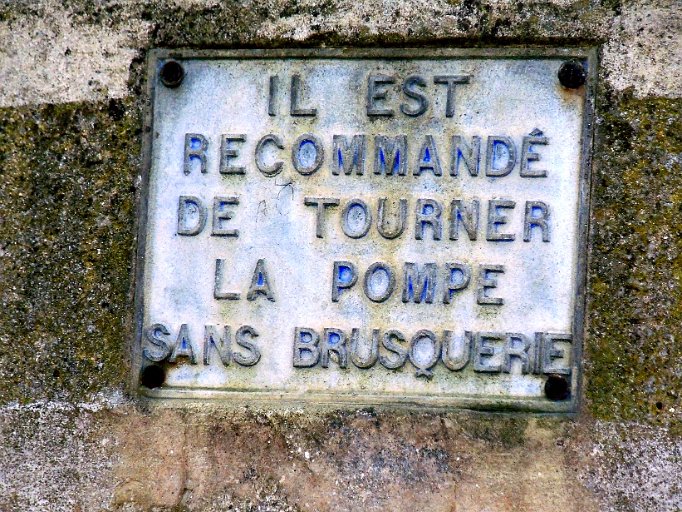 IL EST
RECOMMANDÉ
DE TOURNER
LA POMPE
SANS BRUSQUERIE